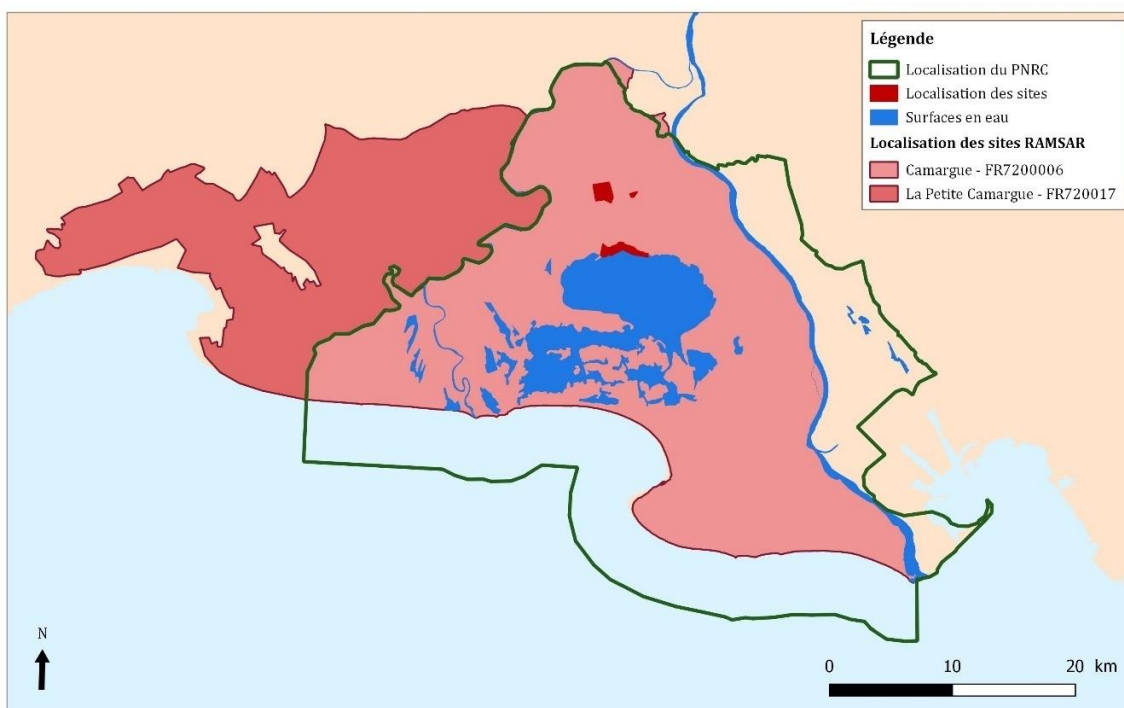 Légende
Localisation du PNRC
Localisation des sites
Surfaces en eau
Localisation des sites RAMSAR
Camargue - FR7200006
La Petite Camargue - FR720017
N
0 10 20 km